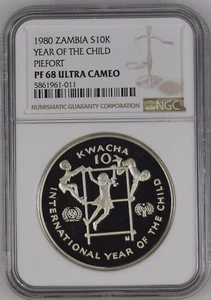 1980 ZAMBIA S10K
YEAR OF THE CHILD
PIEFORT
PF 68 ULTRA CAMEO
5861961-011
NUMISMATIC GUARANTY CORPORATION
NGC
KWACHA
10
INTERNATIONAL YEAR OF THE CHILD